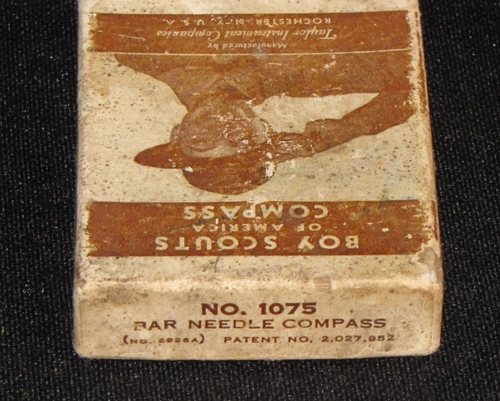 BOY SCOUTS
OF AMERICA
COMPASS
Manufactured by
Taylor Instrument Companies
ROCHESTER, N.Y., U.S.A.
NO. 1075
BAR NEEDLE COMPASS
(NO. 2926A) PATENT NO. 2,027,952